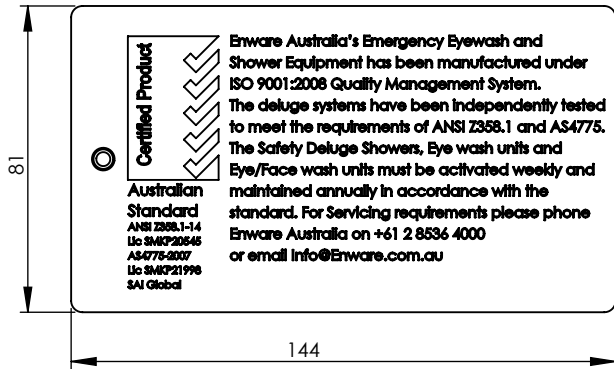 Certified Product
Australian
Standard
ANSI Z358.1-14
Lic SMKP20545
AS4775-2007
Lic SMKP21998
SAI Global
Enware Australia's Emergency Eyewash and
Shower Equipment has been manufactured under
ISO 9001:2008 Quality Management System.
The deluge systems have been independently tested
to meet the requirements of ANSI Z358.1 and AS4775.
The Safety Deluge Showers, Eye wash units and
Eye/Face wash units must be activated weekly and
maintained annually in accordance with the
standard. For Servicing requirements please phone
Enware Australia on +61 2 8536 4000
or email info@Enware.com.au
81
144